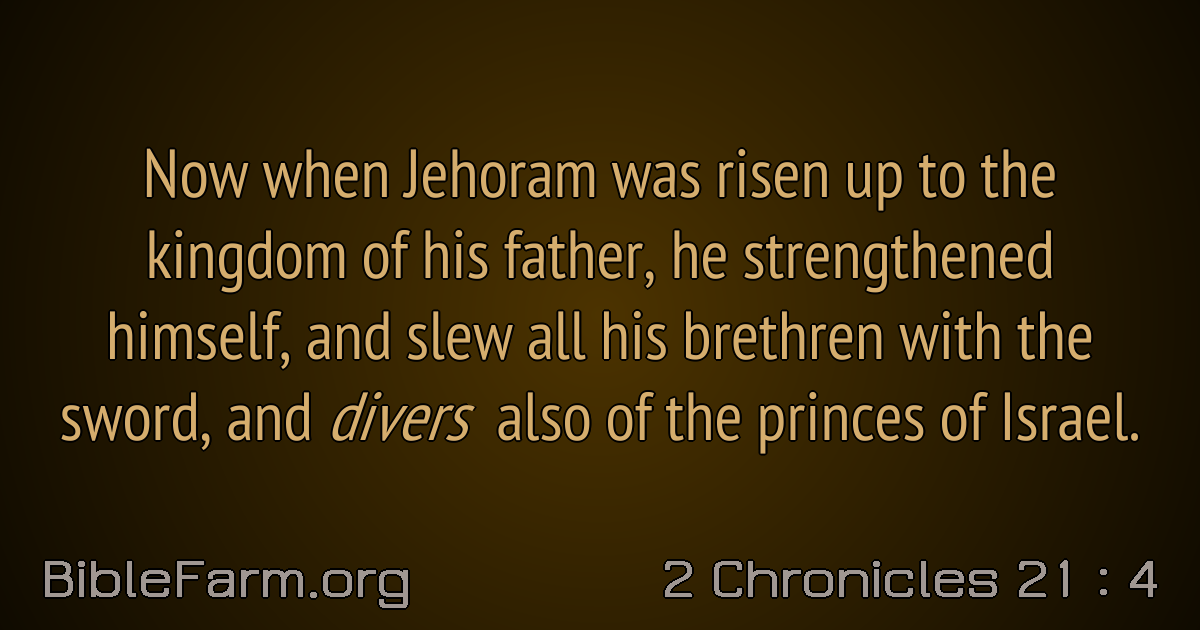 Now when Jehoram was risen up to the
kingdom of his father, he strengthened
himself, and slew all his brethren with the
sword, and divers also of the princes of Israel.
BibleFarm.org
2 Chronicles 21 : 4